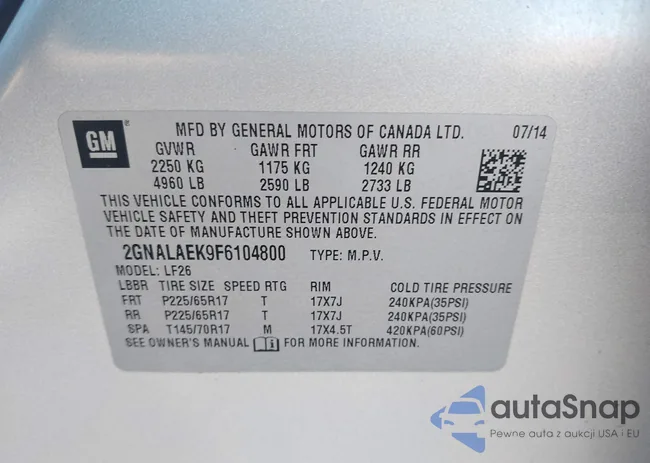 GM ®
MFD BY GENERAL MOTORS OF CANADA LTD. 07/14
GVWR GAWR FRT GAWR RR
2250 KG 1175 KG 1240 KG
4960 LB 2590 LB 2733 LB
THIS VEHICLE CONFORMS TO ALL APPLICABLE U.S. FEDERAL MOTOR
VEHICLE SAFETY AND THEFT PREVENTION STANDARDS IN EFFECT ON
THE DATE OF MANUFACTURE SHOWN ABOVE.
2GNALAEK9F6104800 TYPE: M.P.V.
MODEL: LF26
LBBR TIRE SIZE SPEED RTG RIM COLD TIRE PRESSURE
FRT P225/65R17 T 17X7J 240KPA(35PSI)
RR P225/65R17 T 17X7J 240KPA(35PSI)
SPA T145/70R17 M 17X4.5T 420KPA(60PSI)
SEE OWNER'S MANUAL i FOR MORE INFORMATION.
autaSnap
Pewne auta z aukcji USA i EU